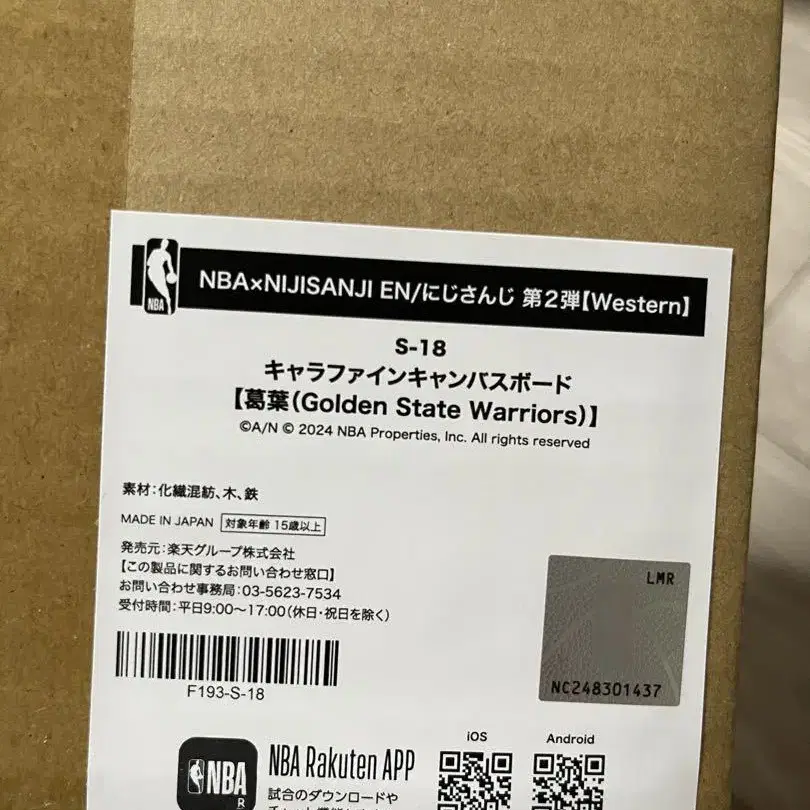 NBA
NBA×NIJISANJI EN/にじさんじ 第2弾【Western】
S-18
キャラファインキャンバスボード
【葛葉(Golden State Warriors)】
©A/N © 2024 NBA Properties, Inc. All rights reserved
素材:化繊混紡、木、鉄
MADE IN JAPAN 対象年齢 15歳以上
発売元:楽天グループ株式会社
【この製品に関するお問い合わせ窓口】
お問い合わせ事務局:03-5623-7534
受付時間:平日9:00〜17:00(休日・祝日を除く)
LMR
NC248301437
F193-S-18
iOS
Android
NBA
R
NBA Rakuten APP
試合のダウンロードや